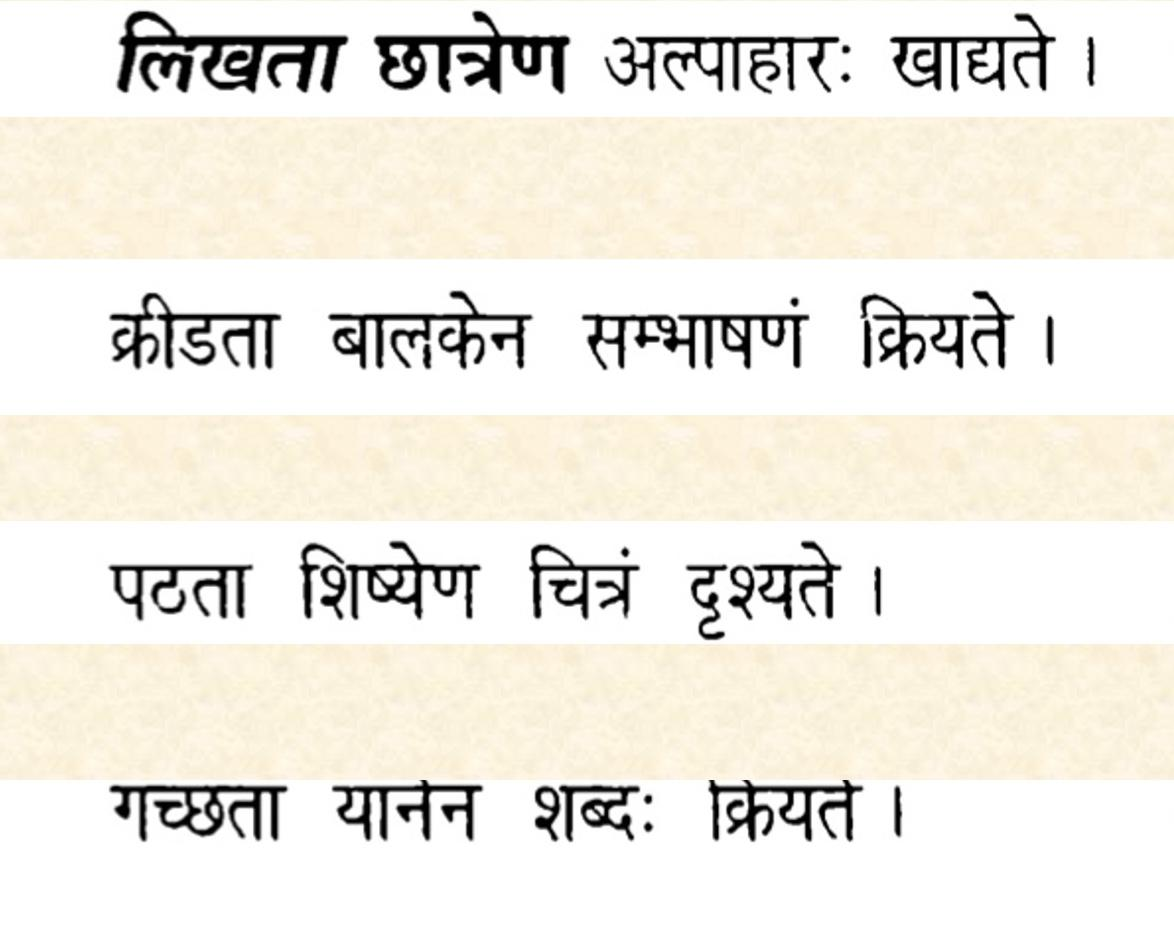 लिखता छात्रेण अल्पाहारः खाद्यते ।
क्रीडता बालकेन सम्भाषणं क्रियते ।
पठता शिष्येण चित्रं दृश्यते ।
गच्छता यानेन शब्दः क्रियते ।